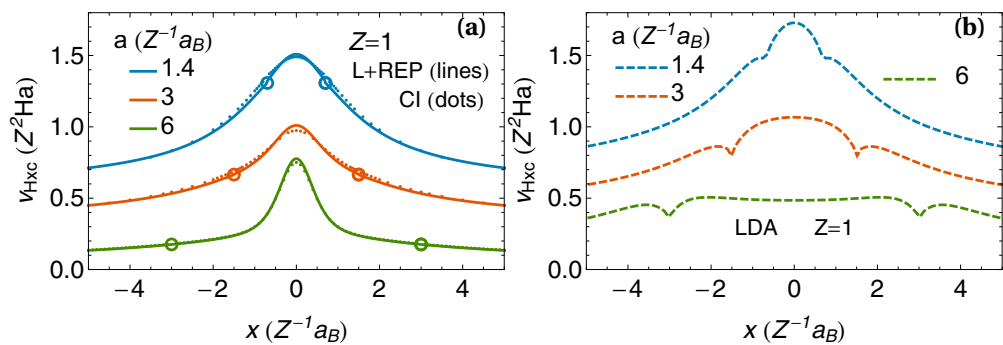 a (Z⁻¹a_B)
Z=1
(a)
1.4
L+REP (lines)
3
CI (dots)
6
v_Hxc (Z²Ha)
1.5
1.0
0.5
0.0
−4 −2 0 2 4
x (Z⁻¹a_B)
a (Z⁻¹a_B)
(b)
1.4
6
3
LDA Z=1
v_Hxc (Z²Ha)
1.5
1.0
0.5
0.0
−4 −2 0 2 4
x (Z⁻¹a_B)